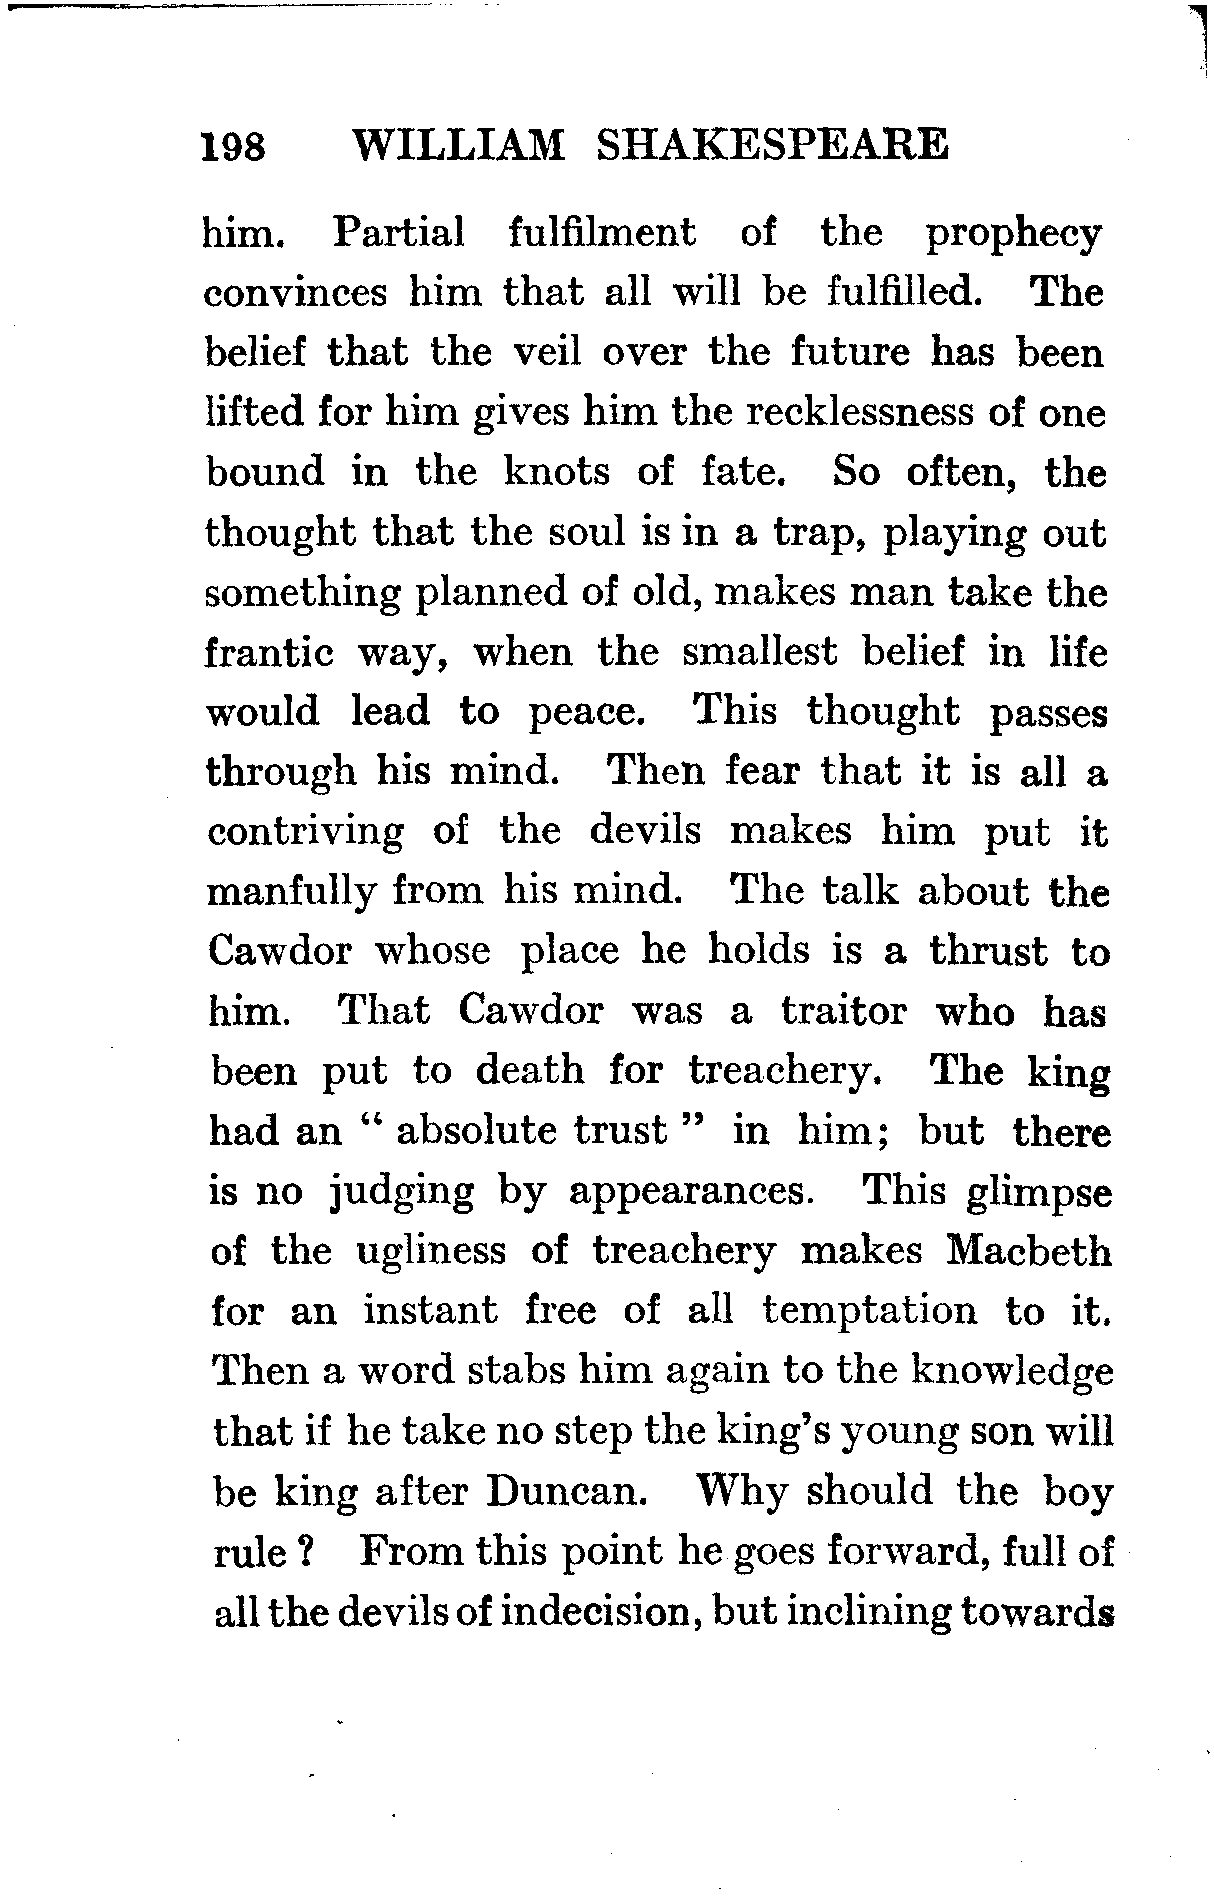 198 WILLIAM SHAKESPEARE
him. Partial fulfilment of the prophecy
convinces him that all will be fulfilled. The
belief that the veil over the future has been
lifted for him gives him the recklessness of one
bound in the knots of fate. So often, the
thought that the soul is in a trap, playing out
something planned of old, makes man take the
frantic way, when the smallest belief in life
would lead to peace. This thought passes
through his mind. Then fear that it is all a
contriving of the devils makes him put it
manfully from his mind. The talk about the
Cawdor whose place he holds is a thrust to
him. That Cawdor was a traitor who has
been put to death for treachery. The king
had an “ absolute trust ” in him; but there
is no judging by appearances. This glimpse
of the ugliness of treachery makes Macbeth
for an instant free of all temptation to it.
Then a word stabs him again to the knowledge
that if he take no step the king’s young son will
be king after Duncan. Why should the boy
rule ? From this point he goes forward, full of
all the devils of indecision, but inclining towards